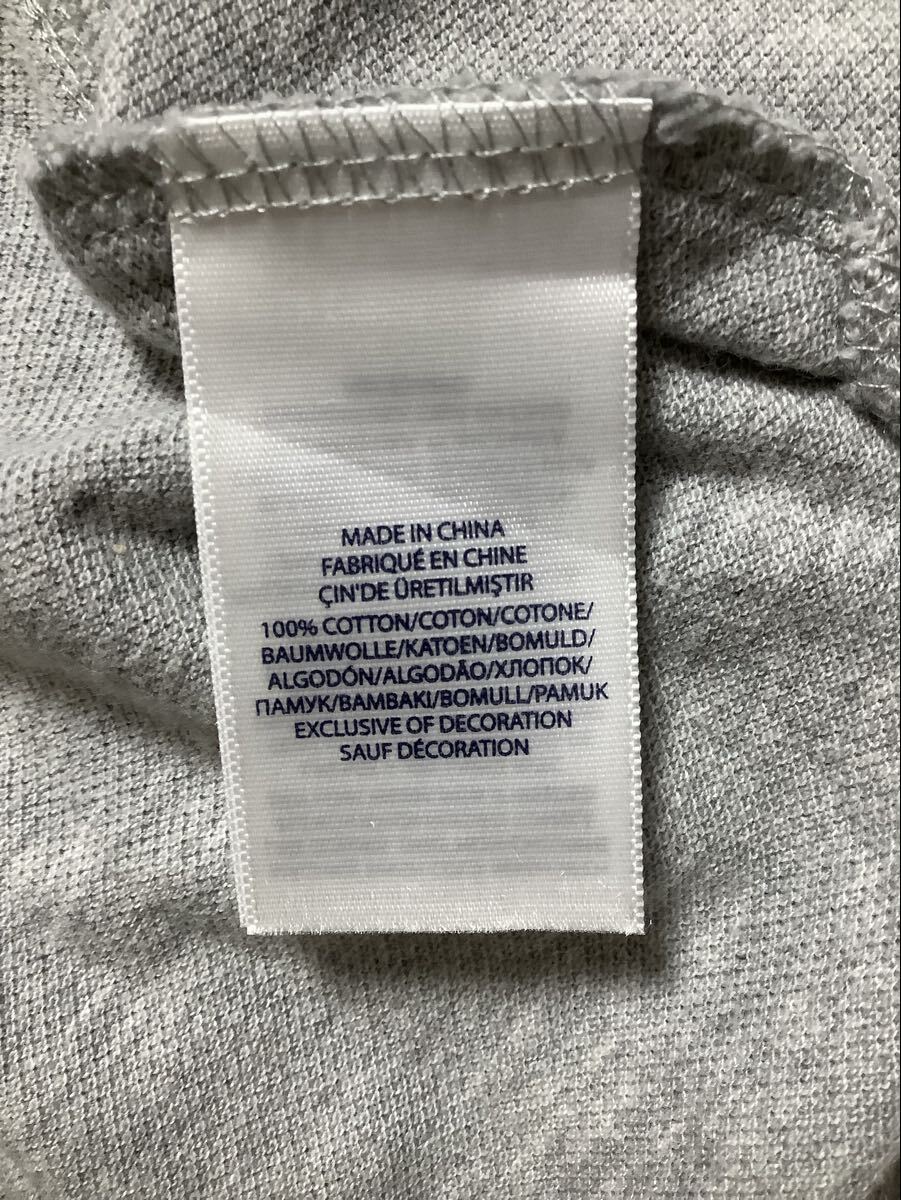 MADE IN CHINA
FABRIQUÉ EN CHINE
ÇIN'DE ÜRETILMIŞTIR
100% COTTON/COTON/COTONE/
BAUMWOLLE/KATOEN/BOMULD/
ALGODÓN/ALGODÃO/ХЛОПОК/
ПАМУК/BAMBAKI/BOMULL/PAMUK
EXCLUSIVE OF DECORATION
SAUF DÉCORATION